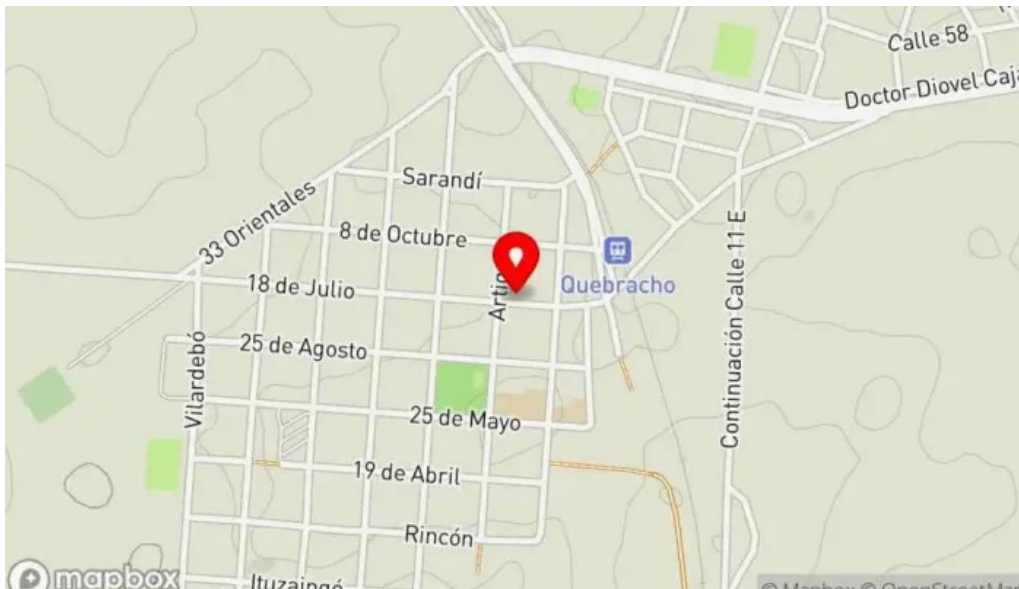 Calle 58
Doctor Diovel Caja
Sarandí
33 Orientales
8 de Octubre
Quebracho
18 de Julio
Artig
Continuación Calle 11 E
25 de Agosto
Vilardebó
25 de Mayo
19 de Abril
Rincón
Ituzaingó
mapbox
© Mapbox © OpenStreetMap